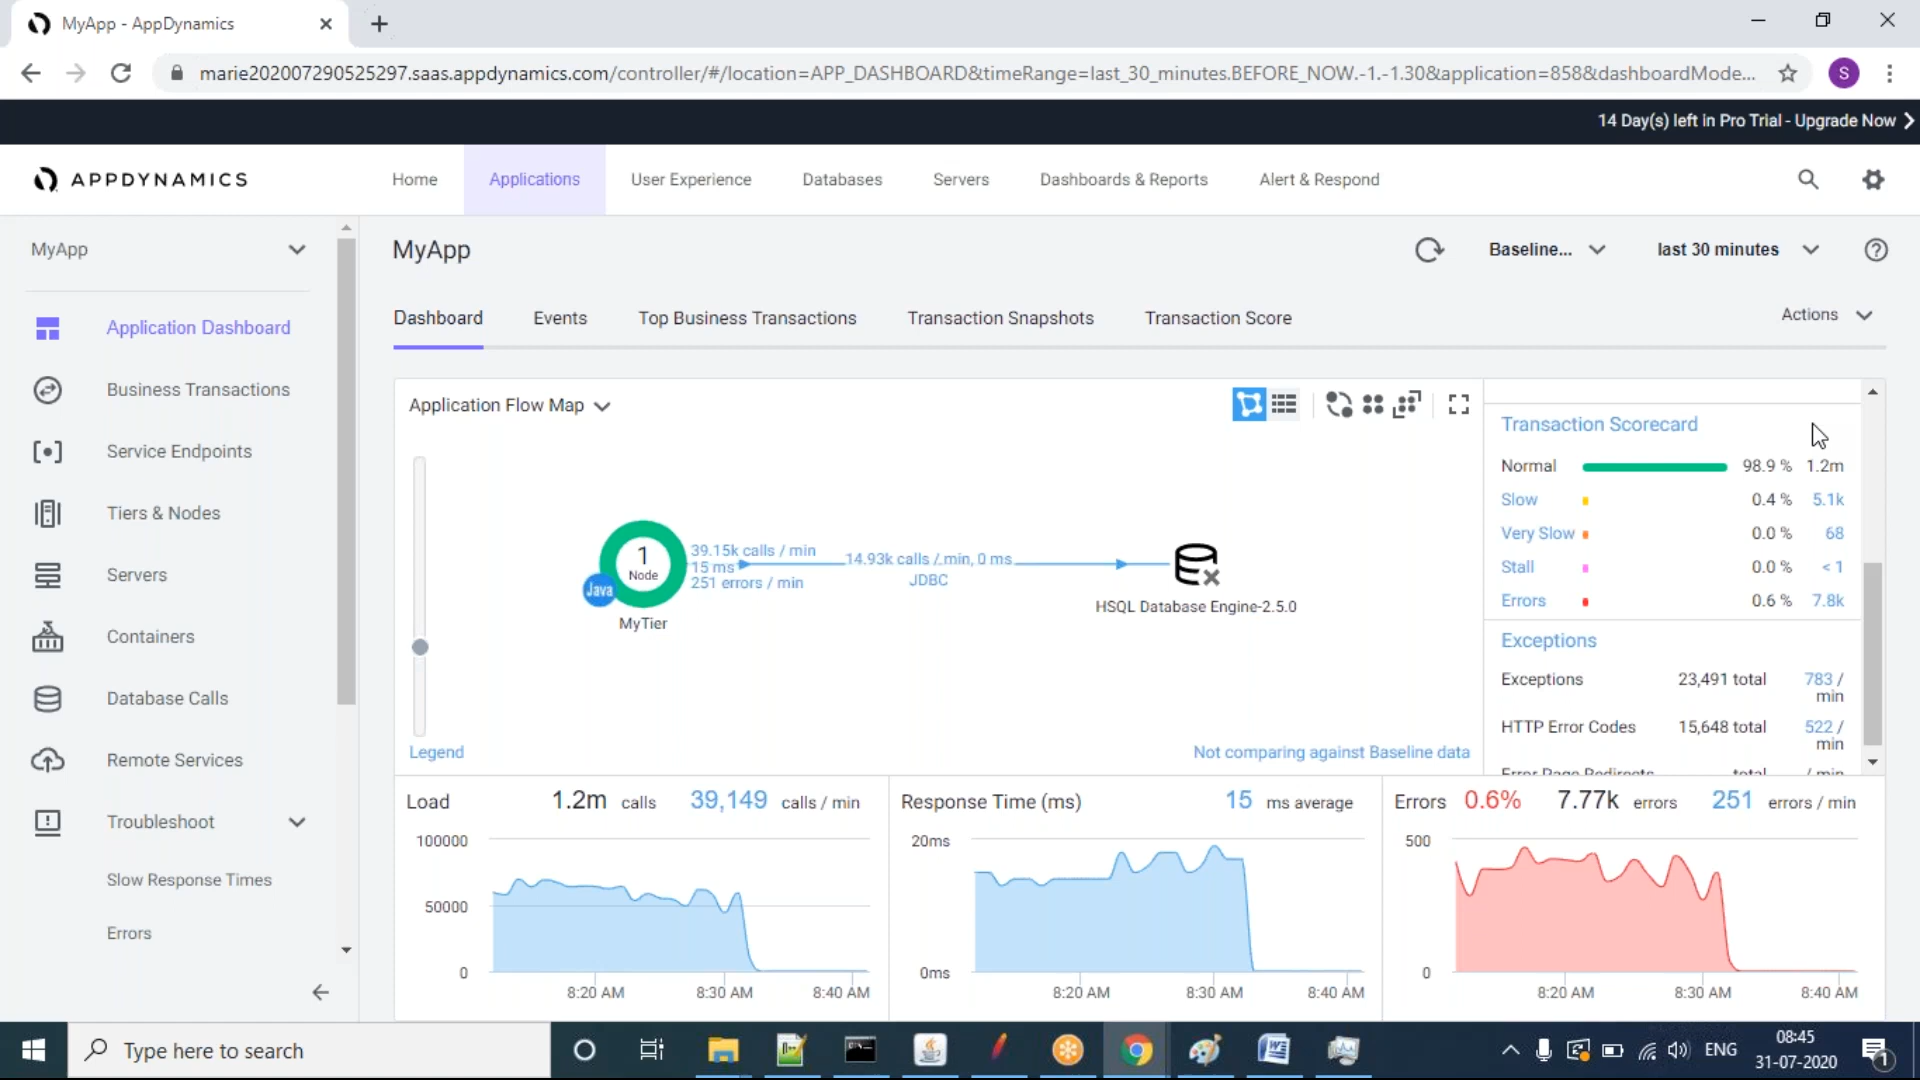 MyApp - AppDynamics
marie202007290525297.saas.appdynamics.com/controller/#/location=APP_DASHBOARD&timeRange=last_30_minutes.BEFORE_NOW.-1.-1.30&application=858&dashboardMode...
S
14 Day(s) left in Pro Trial - Upgrade Now
APPDYNAMICS
Home
Applications
User Experience
Databases
Servers
Dashboards & Reports
Alert & Respond
MyApp
Application Dashboard
Business Transactions
Service Endpoints
Tiers & Nodes
Servers
Containers
Database Calls
Remote Services
Troubleshoot
Slow Response Times
Errors
MyApp
Baseline...
last 30 minutes
Dashboard
Events
Top Business Transactions
Transaction Snapshots
Transaction Score
Actions
Application Flow Map
1
Node
Java
MyTier
39.15k calls / min
15 ms
251 errors / min
14.93k calls / min, 0 ms
JDBC
HSQL Database Engine-2.5.0
Legend
Not comparing against Baseline data
Transaction Scorecard
Normal 98.9 % 1.2m
Slow 0.4 % 5.1k
Very Slow 0.0 % 68
Stall 0.0 % < 1
Errors 0.6 % 7.8k
Exceptions
Exceptions 23,491 total 783 / min
HTTP Error Codes 15,648 total 522 / min
Error Page Redirects total / min
Load 1.2m calls 39,149 calls / min
100000
50000
0
8:20 AM 8:30 AM 8:40 AM
Response Time (ms) 15 ms average
20ms
0ms
8:20 AM 8:30 AM 8:40 AM
Errors 0.6% 7.77k errors 251 errors / min
500
0
8:20 AM 8:30 AM 8:40 AM
Type here to search
ENG
08:45
31-07-2020
1